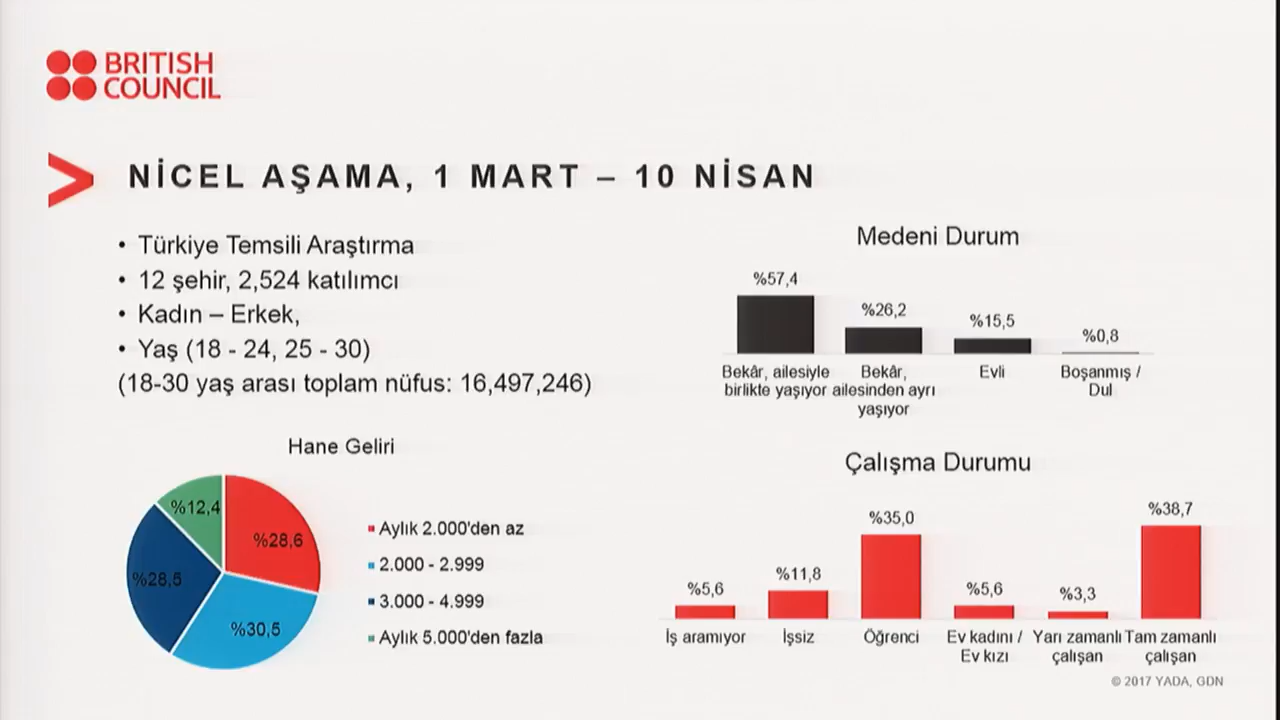 BRITISH
COUNCIL
NİCEL AŞAMA, 1 MART – 10 NİSAN
• Türkiye Temsili Araştırma
• 12 şehir, 2,524 katılımcı
• Kadın – Erkek,
• Yaş (18 - 24, 25 - 30)
(18-30 yaş arası toplam nüfus: 16,497,246)
Medeni Durum
%57,4
%26,2
%15,5
%0,8
Bekâr, ailesiyle
birlikte yaşıyor
Bekâr,
ailesinden ayrı
yaşıyor
Evli
Boşanmış /
Dul
Hane Geliri
%12,4
%28,6
%28,5
%30,5
Aylık 2.000'den az
2.000 - 2.999
3.000 - 4.999
Aylık 5.000'den fazla
Çalışma Durumu
%5,6
%11,8
%35,0
%5,6
%3,3
%38,7
İş aramıyor
İşsiz
Öğrenci
Ev kadını /
Ev kızı
Yarı zamanlı
çalışan
Tam zamanlı
çalışan
© 2017 YADA, GDN